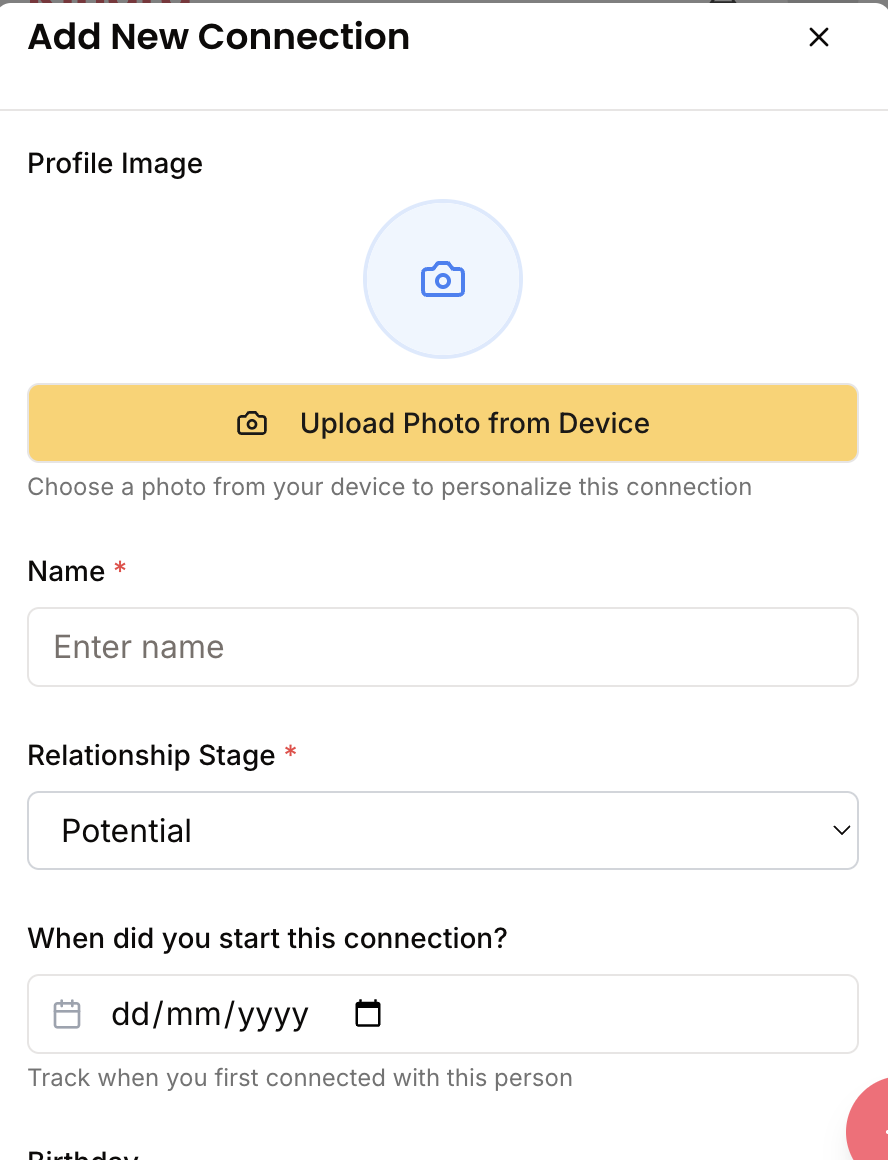 Add New Connection
Profile Image
Upload Photo from Device
Choose a photo from your device to personalize this connection
Name *
Enter name
Relationship Stage *
Potential
When did you start this connection?
dd/mm/yyyy
Track when you first connected with this person
Birthday